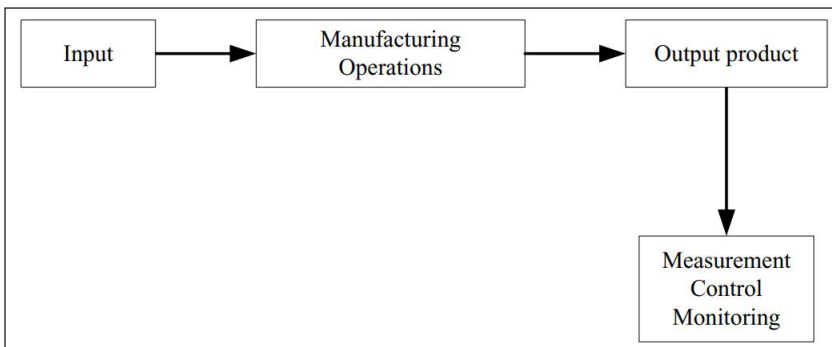 Input
Manufacturing
Operations
Output product
Measurement
Control
Monitoring